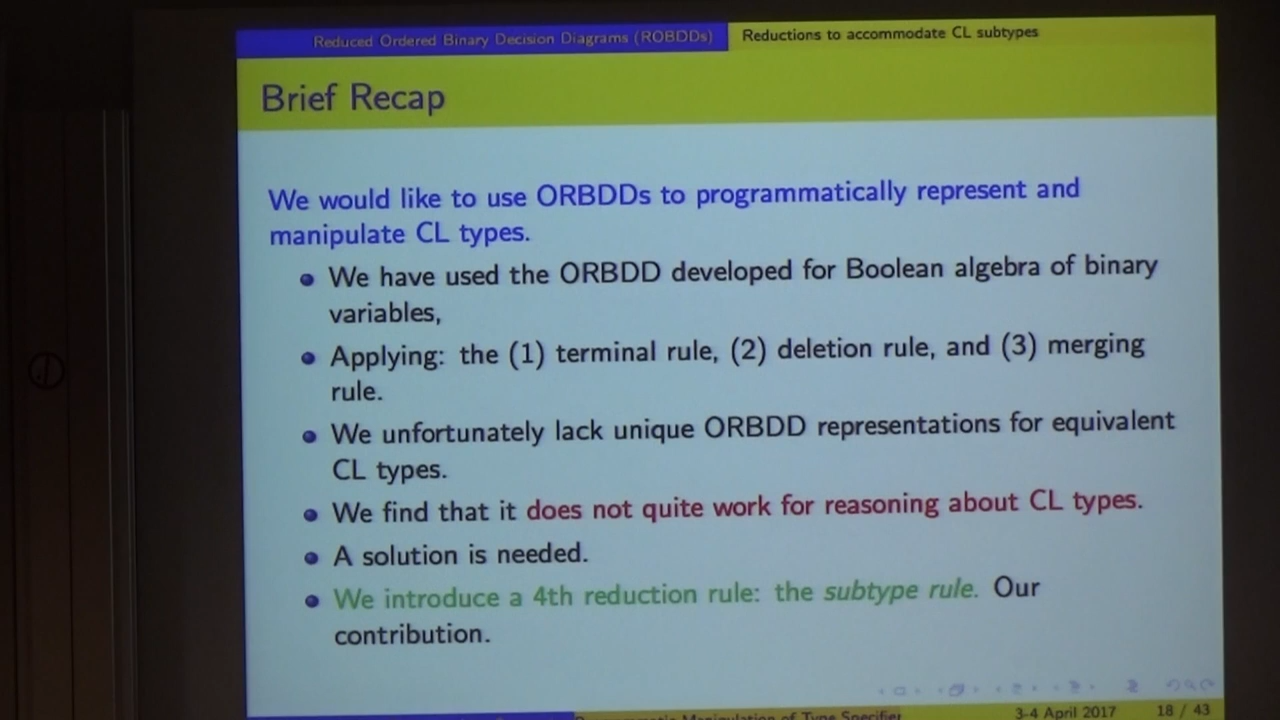 Reduced Ordered Binary Decision Diagrams (ROBDDs)
Reductions to accommodate CL subtypes
Brief Recap
We would like to use ORBDDs to programmatically represent and
manipulate CL types.
We have used the ORBDD developed for Boolean algebra of binary
variables,
Applying: the (1) terminal rule, (2) deletion rule, and (3) merging
rule.
We unfortunately lack unique ORBDD representations for equivalent
CL types.
We find that it does not quite work for reasoning about CL types.
A solution is needed.
We introduce a 4th reduction rule: the subtype rule. Our
contribution.
Manipulation of Type Specifier
3-4 April 2017
18 / 43